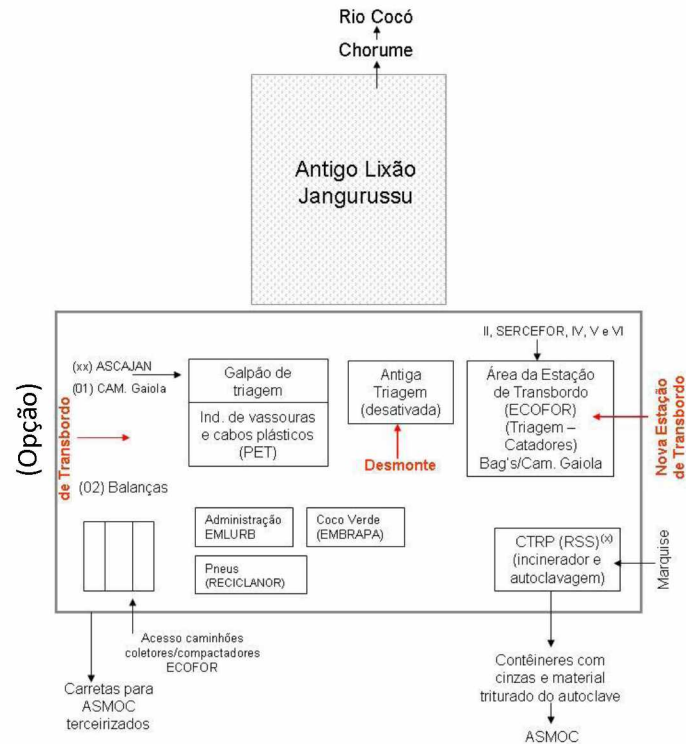 Rio Cocó
Chorume
Antigo Lixão
Jangurussu
II, SERCEFOR, IV, V e VI
(xx) ASCAJAN
(01) CAM. Gaiola
Galpão de
triagem
Ind. de vassouras
e cabos plásticos
(PET)
Antiga
Triagem
(desativada)
Desmonte
Área da Estação
de Transbordo
(ECOFOR)
(Triagem –
Catadores)
Bag's/Cam. Gaiola
(Opção)
de Transbordo
Nova Estação
de Transbordo
(02) Balanças
Administração
EMLURB
Coco Verde
(EMBRAPA)
Pneus
(RECICLANOR)
CTRP (RSS)(x)
(incinerador e
autoclavagem)
Marquise
Acesso caminhões
coletores/compactadores
ECOFOR
Carretas para
ASMOC
terceirizados
Contêineres com
cinzas e material
triturado do autoclave
ASMOC